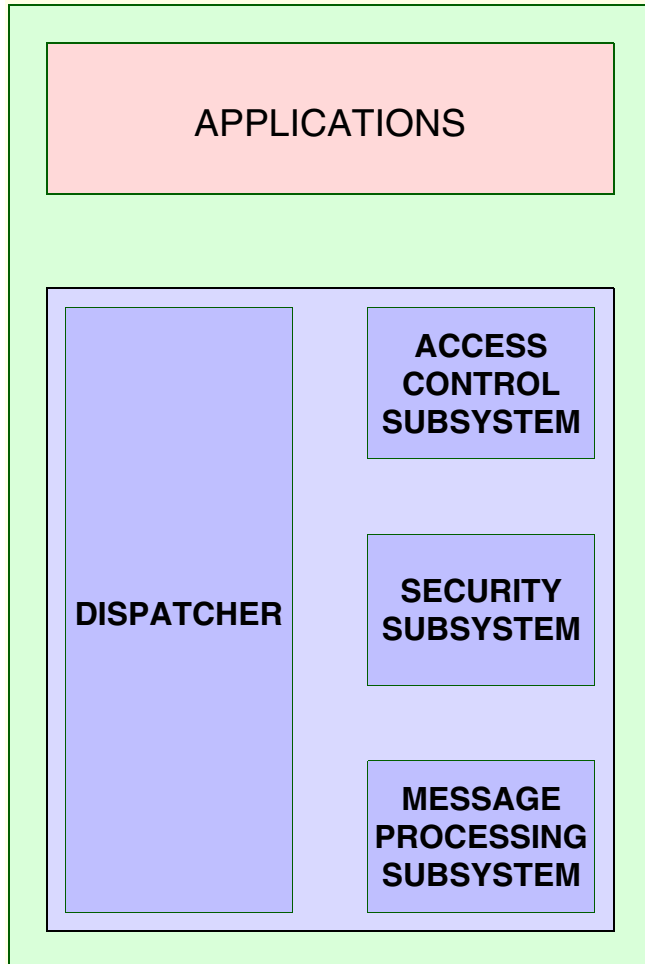 APPLICATIONS
DISPATCHER
ACCESS
CONTROL
SUBSYSTEM
SECURITY
SUBSYSTEM
MESSAGE
PROCESSING
SUBSYSTEM